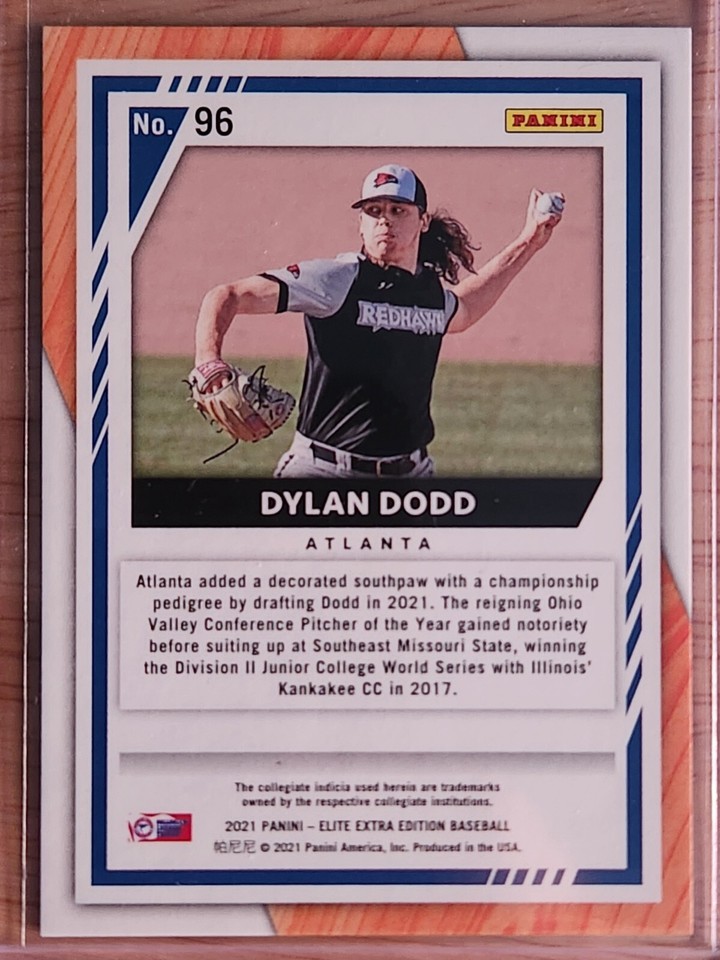 No. 96
PANINI
REDHAW
DYLAN DODD
ATLANTA
Atlanta added a decorated southpaw with a championship
pedigree by drafting Dodd in 2021. The reigning Ohio
Valley Conference Pitcher of the Year gained notoriety
before suiting up at Southeast Missouri State, winning
the Division II Junior College World Series with Illinois'
Kankakee CC in 2017.
The collegiate indicia used herein are trademarks
owned by the respective collegiate institutions.
2021 PANINI – ELITE EXTRA EDITION BASEBALL
帕尼尼 © 2021 Panini America, Inc. Produced in the USA.